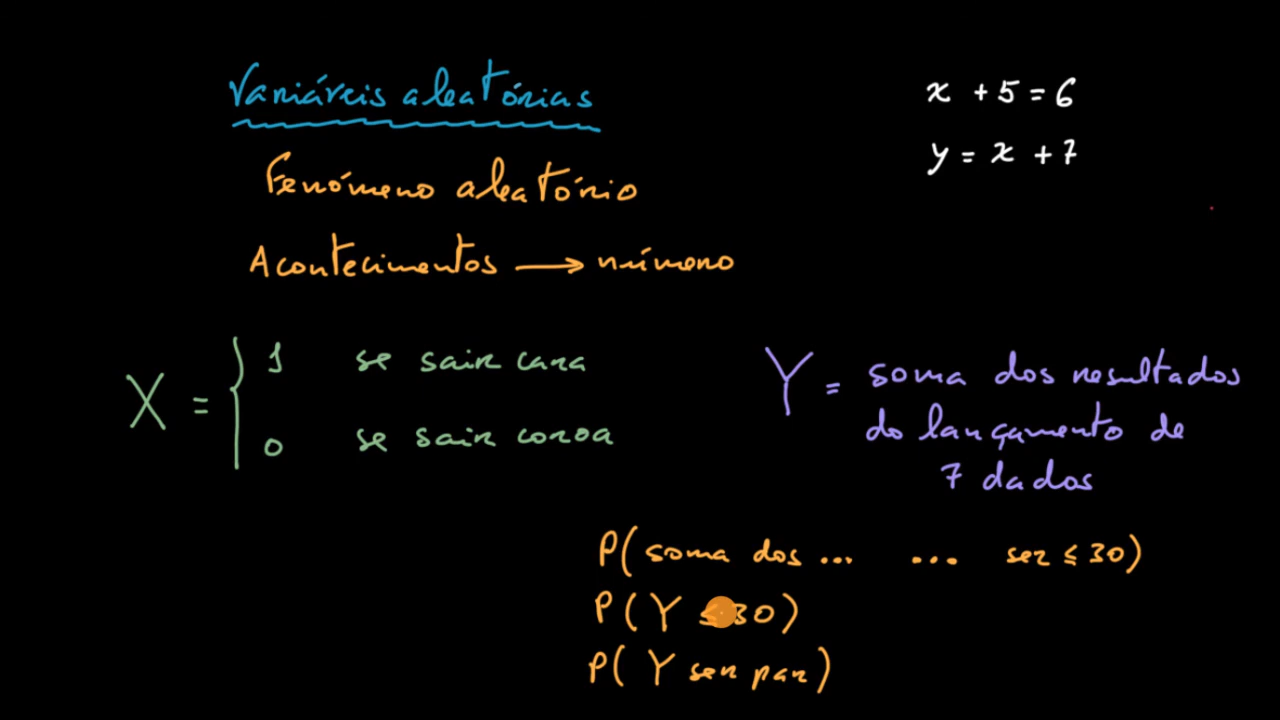 Variáveis aleatórias
x + 5 = 6
y = x + 7
Fenómeno aleatório
Acontecimentos → número
X = { 1 se sair cara
0 se sair coroa
Y = soma dos resultados
do lançamento de
7 dados
P(soma dos ... ... ser ≤ 30)
P(Y ≤ 30)
P(Y ser par)